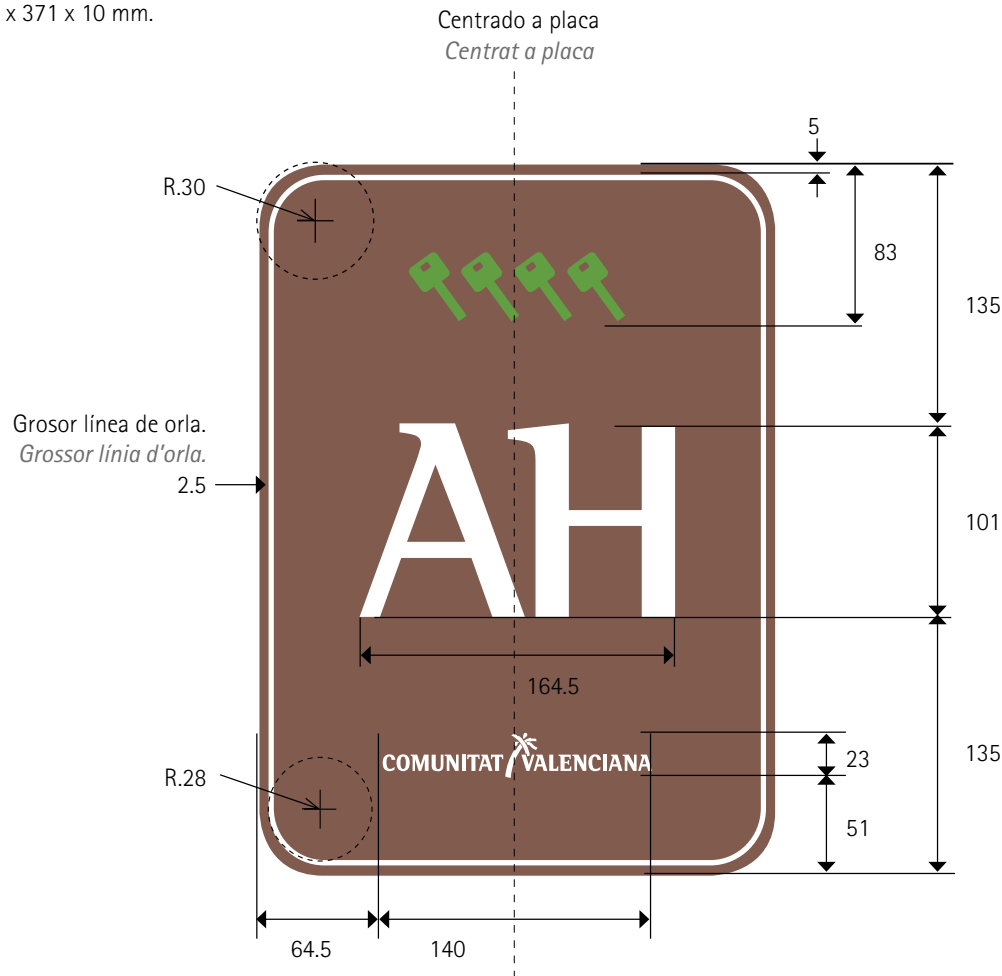 x 371 x 10 mm.
Centrado a placa
Centrat a placa
5
R.30
83
135
Grosor línea de orla.
Grossor línia d'orla.
2.5
AH
101
164.5
COMUNITAT VALENCIANA
23
135
R.28
51
64.5
140